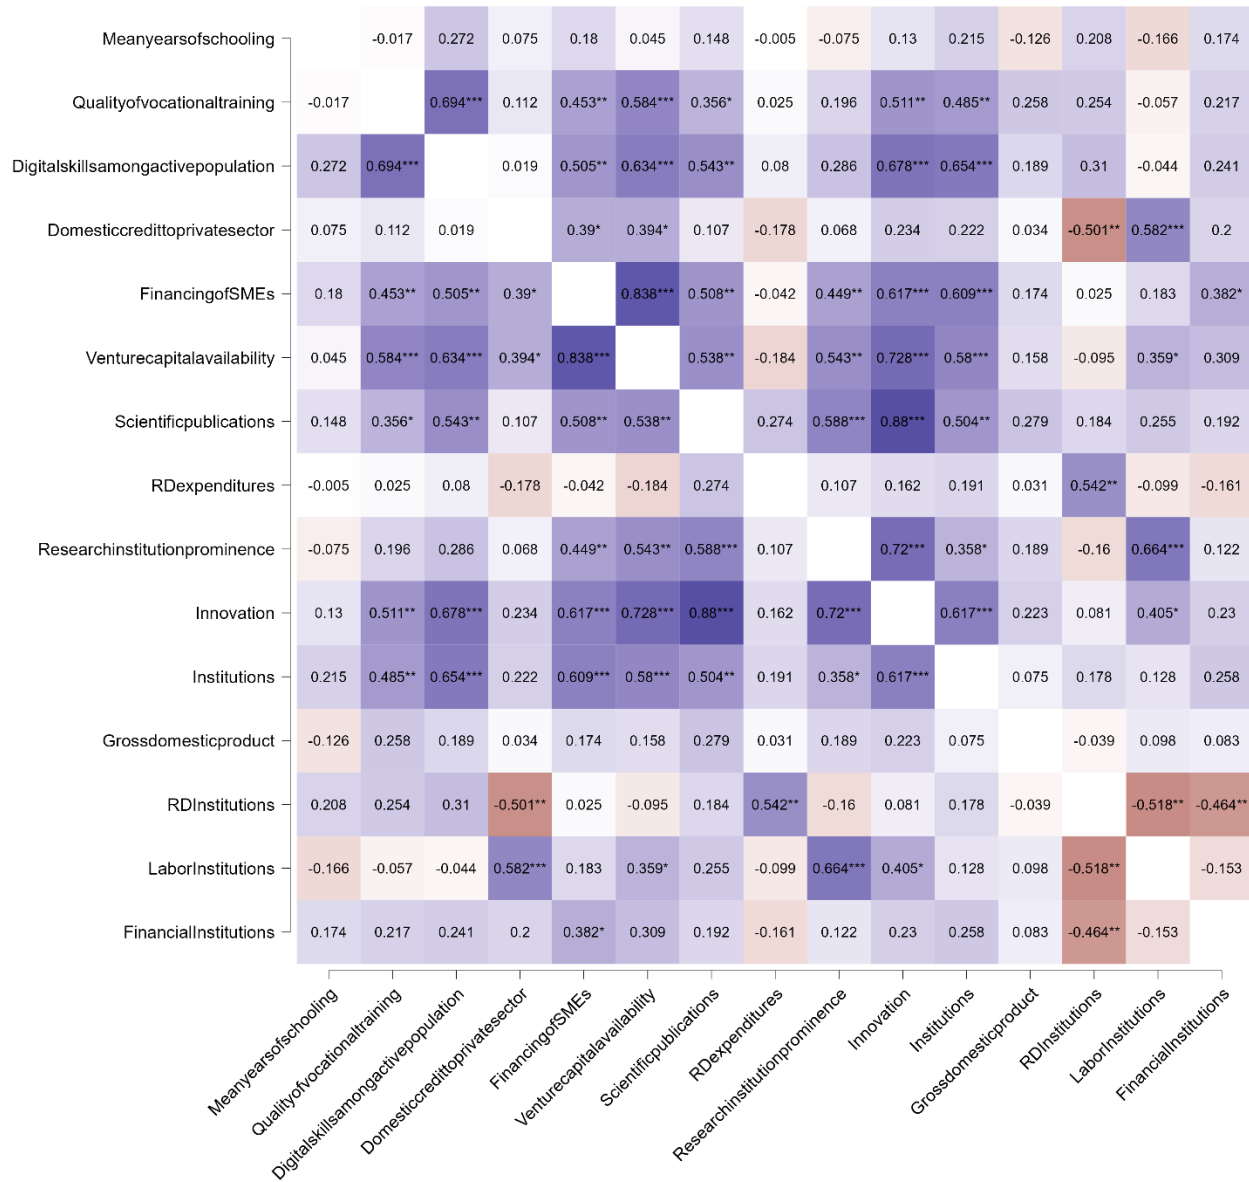 Meanyearsofschooling -0.017 0.272 0.075 0.18 0.045 0.148 -0.005 -0.075 0.13 0.215 -0.126 0.208 -0.166 0.174
Qualityofvocationaltraining -0.017 0.694*** 0.112 0.453** 0.584*** 0.356* 0.025 0.196 0.511** 0.485** 0.258 0.254 -0.057 0.217
Digitalskillsamongactivepopulation 0.272 0.694*** 0.019 0.505** 0.634*** 0.543** 0.08 0.286 0.678*** 0.654*** 0.189 0.31 -0.044 0.241
Domesticcredittoprivatesector 0.075 0.112 0.019 0.39* 0.394* 0.107 -0.178 0.068 0.234 0.222 0.034 -0.501** 0.582*** 0.2
FinancingofSMEs 0.18 0.453** 0.505** 0.39* 0.838*** 0.508** -0.042 0.449** 0.617*** 0.609*** 0.174 0.025 0.183 0.382*
Venturecapitalavailability 0.045 0.584*** 0.634*** 0.394* 0.838*** 0.538** -0.184 0.543** 0.728*** 0.58*** 0.158 -0.095 0.359* 0.309
Scientificpublications 0.148 0.356* 0.543** 0.107 0.508** 0.538** 0.274 0.588*** 0.88*** 0.504** 0.279 0.184 0.255 0.192
RDexpenditures -0.005 0.025 0.08 -0.178 -0.042 -0.184 0.274 0.107 0.162 0.191 0.031 0.542** -0.099 -0.161
Researchinstitutionprominence -0.075 0.196 0.286 0.068 0.449** 0.543** 0.588*** 0.107 0.72*** 0.358* 0.189 -0.16 0.664*** 0.122
Innovation 0.13 0.511** 0.678*** 0.234 0.617*** 0.728*** 0.88*** 0.162 0.72*** 0.617*** 0.223 0.081 0.405* 0.23
Institutions 0.215 0.485** 0.654*** 0.222 0.609*** 0.58*** 0.504** 0.191 0.358* 0.617*** 0.075 0.178 0.128 0.258
Grossdomesticproduct -0.126 0.258 0.189 0.034 0.174 0.158 0.279 0.031 0.189 0.223 0.075 -0.039 0.098 0.083
RDInstitutions 0.208 0.254 0.31 -0.501** 0.025 -0.095 0.184 0.542** -0.16 0.081 0.178 -0.039 -0.518** -0.464**
LaborInstitutions -0.166 -0.057 -0.044 0.582*** 0.183 0.359* 0.255 -0.099 0.664*** 0.405* 0.128 0.098 -0.518** -0.153
FinancialInstitutions 0.174 0.217 0.241 0.2 0.382* 0.309 0.192 -0.161 0.122 0.23 0.258 0.083 -0.464** -0.153
Meanyearsofschooling
Qualityofvocationaltraining
Digitalskillsamongactivepopulation
Domesticcredittoprivatesector
FinancingofSMEs
Venturecapitalavailability
Scientificpublications
RDexpenditures
Researchinstitutionprominence
Innovation
Institutions
Grossdomesticproduct
RDInstitutions
LaborInstitutions
FinancialInstitutions